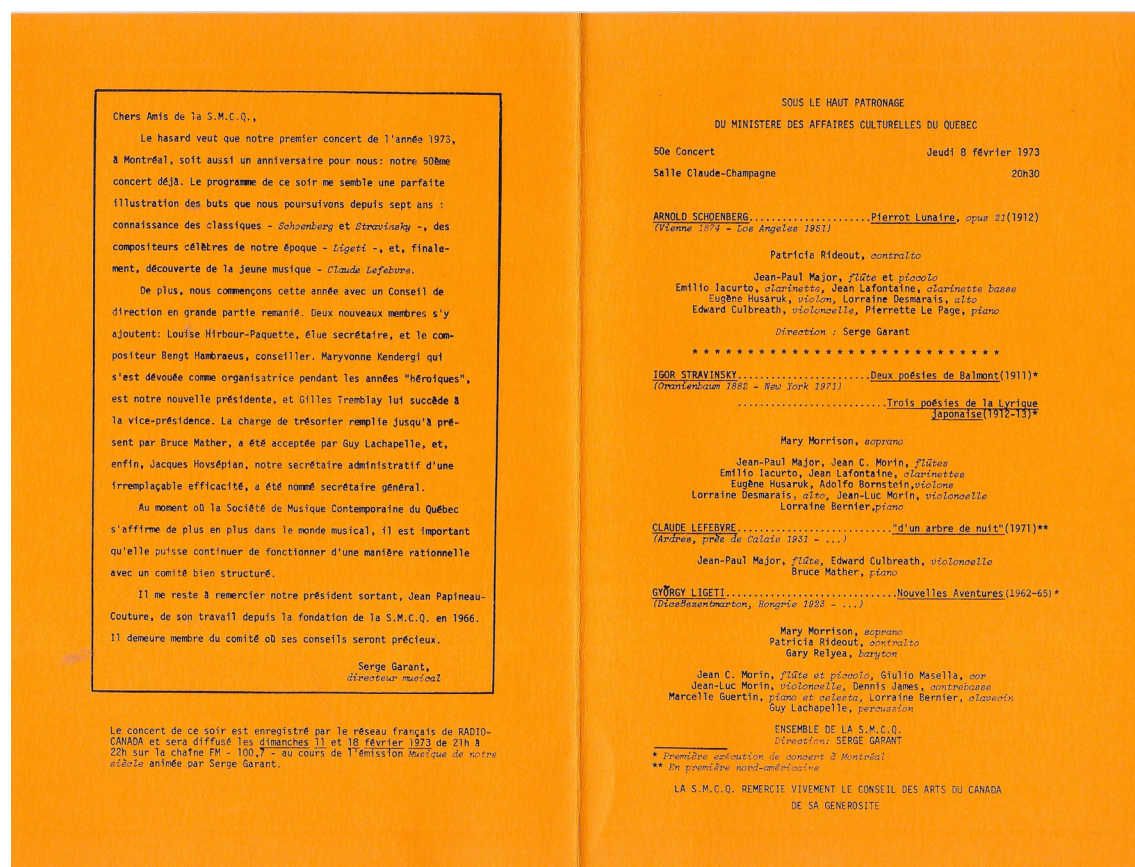 Chers Amis de la S.M.C.Q.,
Le hasard veut que notre premier concert de l'année 1973,
à Montréal, soit aussi un anniversaire pour nous: notre 50ème
concert déjà. Le programme de ce soir me semble une parfaite
illustration des buts que nous poursuivons depuis sept ans :
connaissance des classiques - Schoenberg et Stravinsky -, des
compositeurs célèbres de notre époque - Ligeti -, et, finale-
ment, découverte de la jeune musique - Claude Lefebvre.
De plus, nous commençons cette année avec un Conseil de
direction en grande partie remanié. Deux nouveaux membres s'y
ajoutent: Louise Hirbour-Paquette, élue secrétaire, et le com-
positeur Bengt Hambraeus, conseiller. Maryvonne Kendergi qui
s'est dévouée comme organisatrice pendant les années "héroïques",
est notre nouvelle présidente, et Gilles Tremblay lui succède à
la vice-présidence. La charge de trésorier remplie jusqu'à pré-
sent par Bruce Mather, a été acceptée par Guy Lachapelle, et,
enfin, Jacques Hovsépian, notre secrétaire administratif d'une
irremplaçable efficacité, a été nommé secrétaire général.
Au moment où la Société de Musique Contemporaine du Québec
s'affirme de plus en plus dans le monde musical, il est important
qu'elle puisse continuer de fonctionner d'une manière rationnelle
avec un comité bien structuré.
Il me reste à remercier notre président sortant, Jean Papineau-
Couture, de son travail depuis la fondation de la S.M.C.Q. en 1966.
Il demeure membre du comité où ses conseils seront précieux.
Serge Garant,
directeur musical
Le concert de ce soir est enregistré par le réseau français de RADIO-
CANADA et sera diffusé les dimanches 11 et 18 février 1973 de 21h à
22h sur la chaîne FM - 100,7 - au cours de l'émission Musique de notre
siècle animée par Serge Garant.
SOUS LE HAUT PATRONAGE
DU MINISTERE DES AFFAIRES CULTURELLES DU QUEBEC
50e Concert Jeudi 8 février 1973
Salle Claude-Champagne 20h30
ARNOLD SCHOENBERG.....................Pierrot Lunaire, opus 21(1912)
(Vienne 1874 - Los Angeles 1951)
Patricia Rideout, contralto
Jean-Paul Major, flûte et piccolo
Emilio Iacurto, clarinette, Jean Lafontaine, clarinette basse
Eugène Husaruk, violon, Lorraine Desmarais, alto
Edward Culbreath, violoncelle, Pierrette Le Page, piano
Direction : Serge Garant
* * * * * * * * * * * * * * * * * * * * * * * * * * * *
IGOR STRAVINSKY.......................Deux poésies de Balmont(1911)*
(Oranienbaum 1882 - New York 1971)
..........................Trois poésies de la Lyrique
japonaise(1912-13)*
Mary Morrison, soprano
Jean-Paul Major, Jean C. Morin, flûtes
Emilio Iacurto, Jean Lafontaine, clarinettes
Eugène Husaruk, Adolfo Bornstein,violons
Lorraine Desmarais, alto, Jean-Luc Morin, violoncelle
Lorraine Bernier,piano
CLAUDE LEFEBVRE..........................."d'un arbre de nuit"(1971)**
(Ardres, près de Calais 1931 - ...)
Jean-Paul Major, flûte, Edward Culbreath, violoncelle
Bruce Mather, piano
GYÖRGY LIGETI.............................Nouvelles Aventures(1962-65)*
(Dicsöszentmarton, Hongrie 1923 - ...)
Mary Morrison, soprano
Patricia Rideout, contralto
Gary Relyea, baryton
Jean C. Morin, flûte et piccolo, Giulio Masella, cor
Jean-Luc Morin, violoncelle, Dennis James, contrebasse
Marcelle Guertin, piano et celesta, Lorraine Bernier, clavecin
Guy Lachapelle, percussion
ENSEMBLE DE LA S.M.C.Q.
Direction: SERGE GARANT
* Première exécution de concert à Montréal
** En première nord-américaine
LA S.M.C.Q. REMERCIE VIVEMENT LE CONSEIL DES ARTS DU CANADA
DE SA GENEROSITE